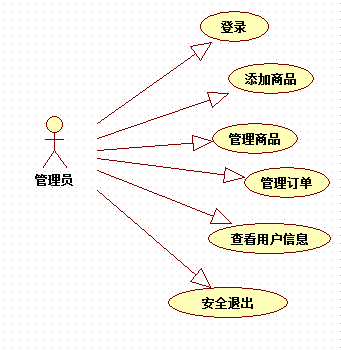 登录
添加商品
管理商品
管理员
管理订单
查看用户信息
安全退出